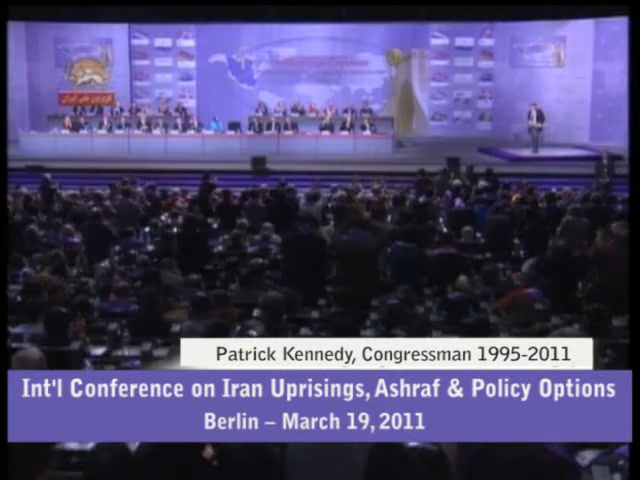 Patrick Kennedy, Congressman 1995-2011
Int'l Conference on Iran Uprisings, Ashraf & Policy Options
Berlin – March 19, 2011